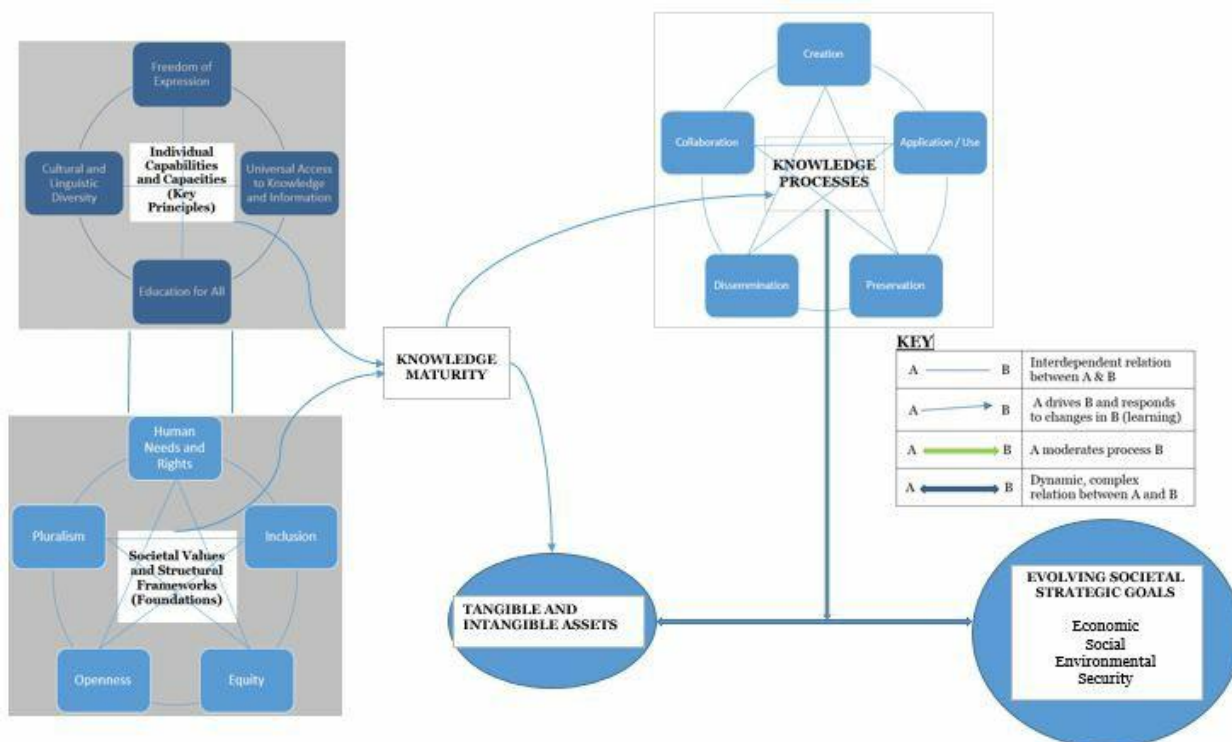 Freedom of
Expression
Cultural and
Linguistic
Diversity
Individual
Capabilities
and Capacities
(Key
Principles)
Universal Access
to Knowledge
and Information
Education for All
Creation
Collaboration
Application / Use
KNOWLEDGE
PROCESSES
Dissemmination
Preservation
KNOWLEDGE
MATURITY
KEY
A B Interdependent relation
between A & B
A B A drives B and responds
to changes in B (learning)
A B A moderates process B
A B Dynamic, complex
relation between A and B
Human
Needs and
Rights
Pluralism
Inclusion
Societal Values
and Structural
Frameworks
(Foundations)
Openness
Equity
TANGIBLE AND
INTANGIBLE ASSETS
EVOLVING SOCIETAL
STRATEGIC GOALS
Economic
Social
Environmental
Security